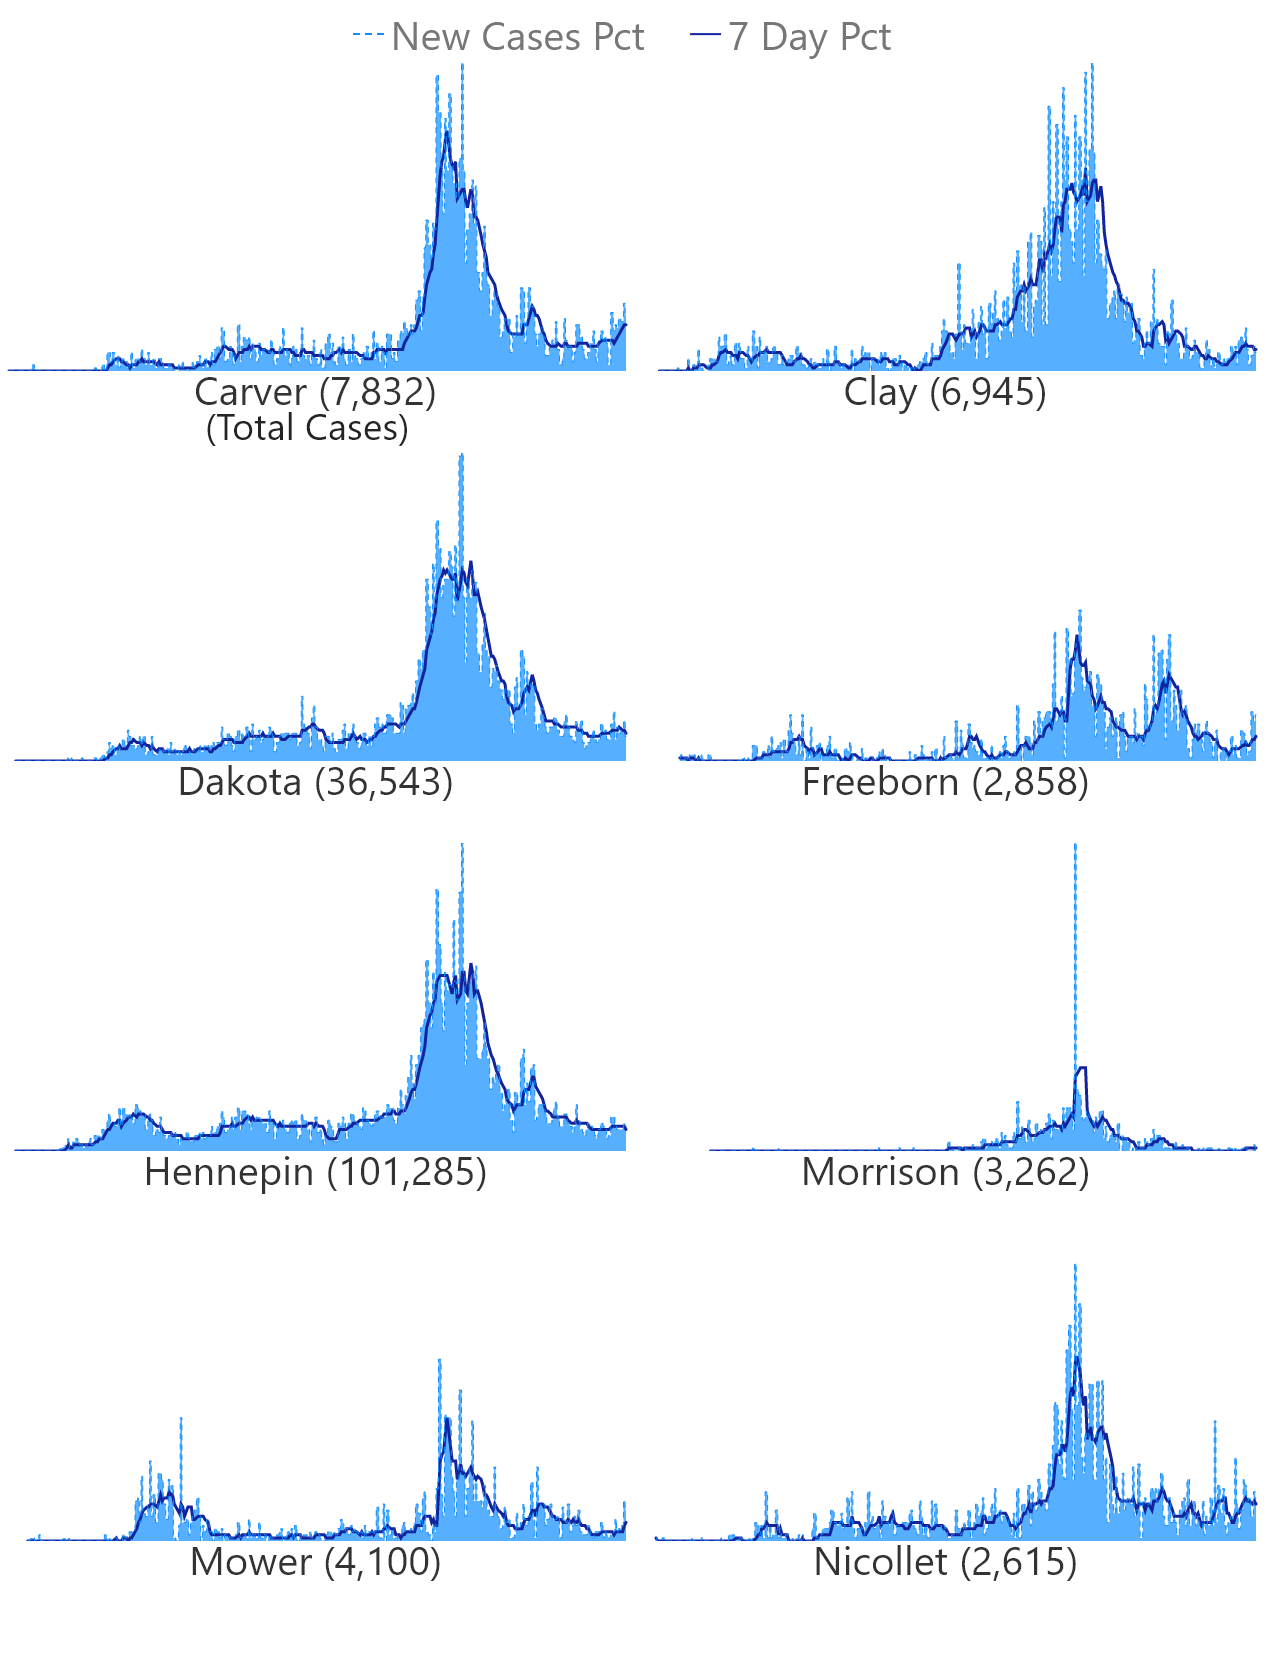 New Cases Pct 7 Day Pct
Carver (7,832) Clay (6,945)
(Total Cases)
Dakota (36,543) Freeborn (2,858)
Hennepin (101,285) Morrison (3,262)
Mower (4,100) Nicollet (2,615)